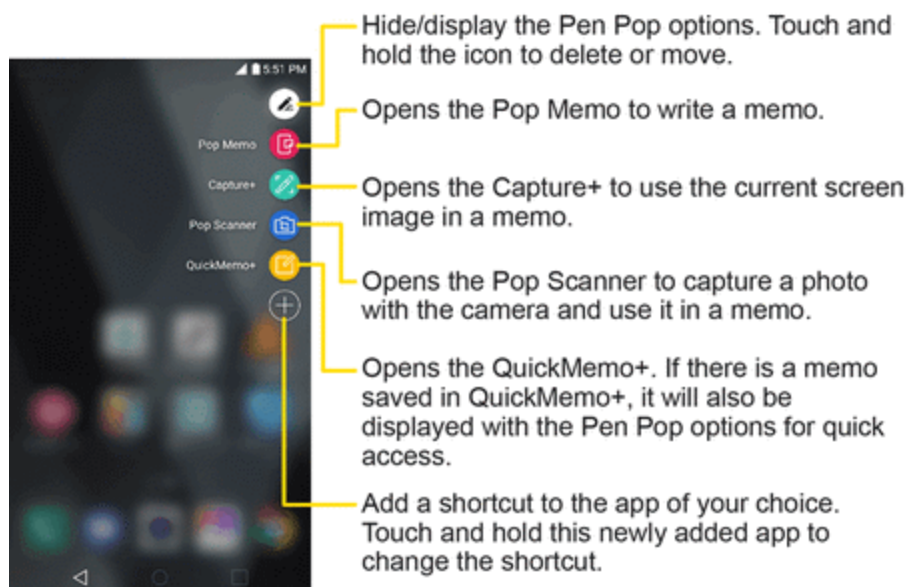 Hide/display the Pen Pop options. Touch and
hold the icon to delete or move.
5:51 PM
Opens the Pop Memo to write a memo.
Pop Memo
Opens the Capture+ to use the current screen
image in a memo.
Capture+
Pop Scanner
Opens the Pop Scanner to capture a photo
with the camera and use it in a memo.
QuickMemo+
Opens the QuickMemo+. If there is a memo
saved in QuickMemo+, it will also be
displayed with the Pen Pop options for quick
access.
Add a shortcut to the app of your choice.
Touch and hold this newly added app to
change the shortcut.